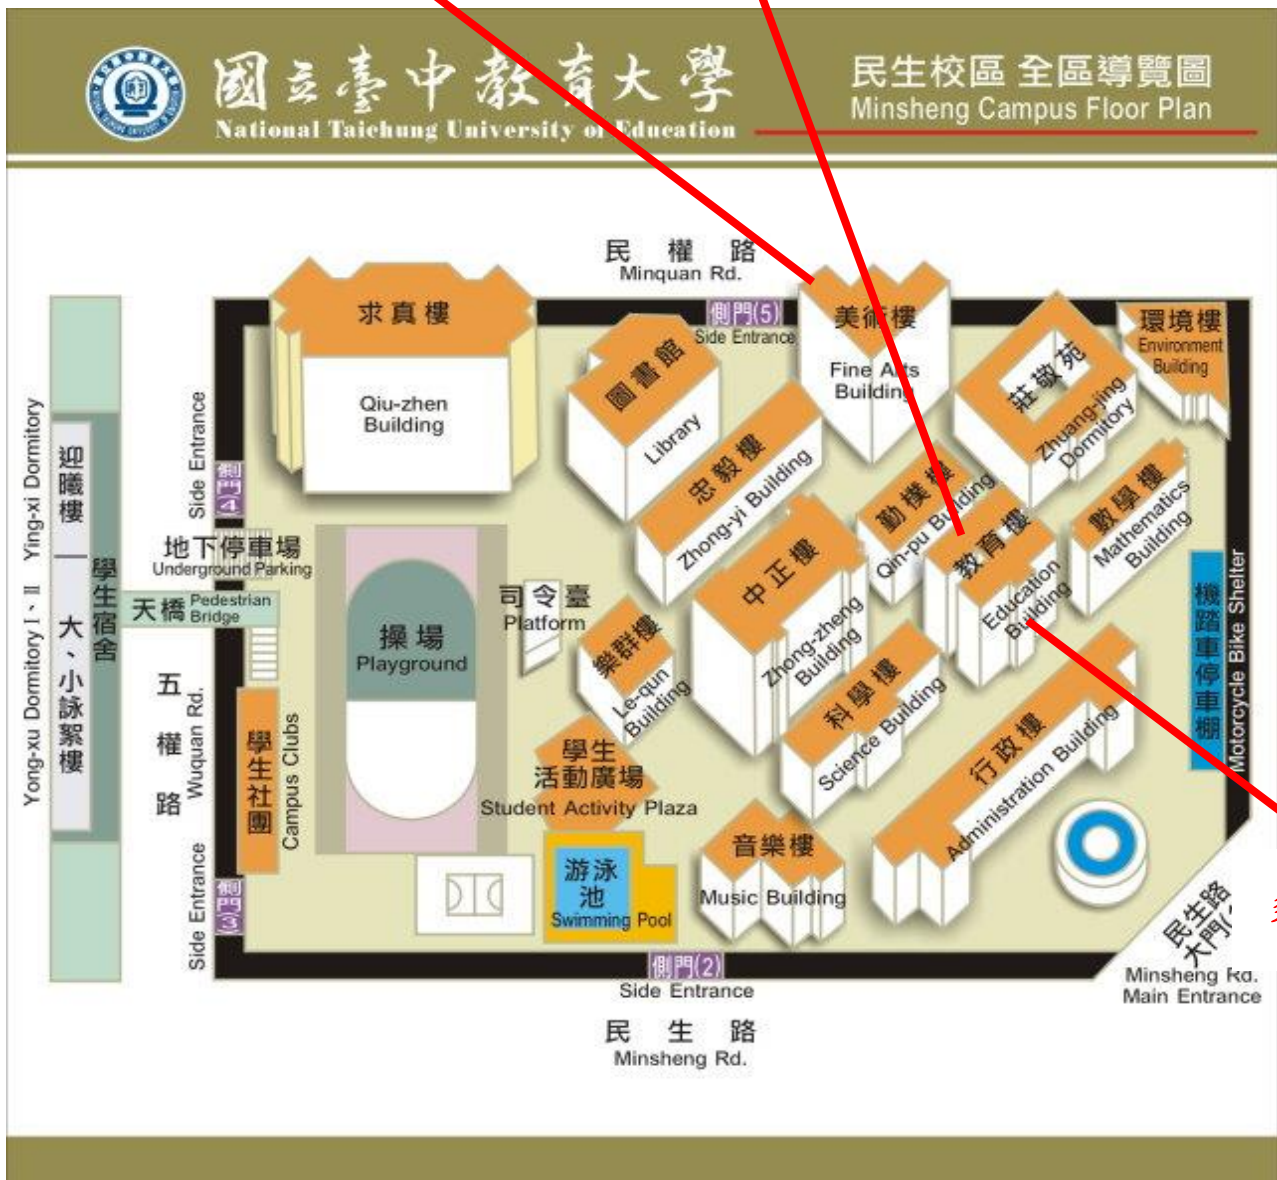 國立臺中教育大學
National Taichung University of Education
民生校區 全區導覽圖
Minsheng Campus Floor Plan
民權路
Minquan Rd.
求真樓
Qiu-zhen
Building
圖書館
Library
側門(5)
Side Entrance
美術樓
Fine Arts
Building
莊敬苑
Zhuang-jing
Dormitory
環境樓
Environment
Building
忠毅樓
Zhong-yi Building
勤樸樓
Qin-pu Building
教育樓
Education
Building
數學樓
Mathematics
Building
中正樓
Zhong-zheng
Building
Side Entrance
側門(4)
地下停車場
Underground Parking
天橋
Pedestrian
Bridge
Ying-xi Dormitory
迎曦樓
學生宿舍
Yong-xu Dormitory I、II
大、小詠絮樓
五權路
Wuquan Rd.
操場
Playground
司令臺
Platform
樂群樓
Le-qun
Building
科學樓
Science Building
行政樓
Administration Building
機踏車停車棚
Motorcycle Bike Shelter
學生社團
Campus Clubs
學生
活動廣場
Student Activity Plaza
游泳
池
Swimming Pool
音樂樓
Music Building
Side Entrance
側門(3)
側門(2)
Side Entrance
民生路
大門(
Minsheng Rd.
Main Entrance
民生路
Minsheng Rd.